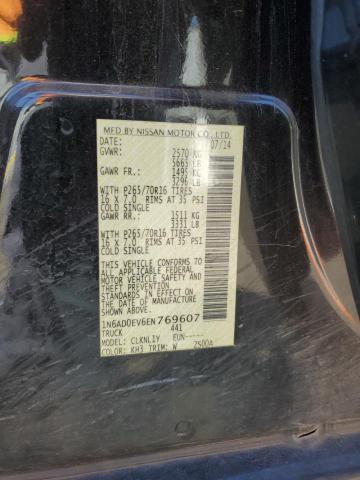 MFD BY NISSAN MOTOR CO., LTD.
DATE: 07/14
GVWR: 2570 KG
5665 LB
GAWR FR.: 1495 KG
3296 LB
WITH P265/70R16 TIRES
16 X 7.0 RIMS AT 35 PSI
COLD SINGLE
GAWR RR.: 1511 KG
3331 LB
WITH P265/70R16 TIRES
16 X 7.0 RIMS AT 35 PSI
COLD SINGLE
THIS VEHICLE CONFORMS TO
ALL APPLICABLE FEDERAL
MOTOR VEHICLE SAFETY AND
THEFT PREVENTION
STANDARDS IN EFFECT ON
THE DATE OF MANUFACTURE
SHOWN ABOVE.
1N6AD0EV6EN769607
TRUCK 441
MODEL: CLKNLIY EUN-----
COLOR: KH3 TRIM: W 2500A